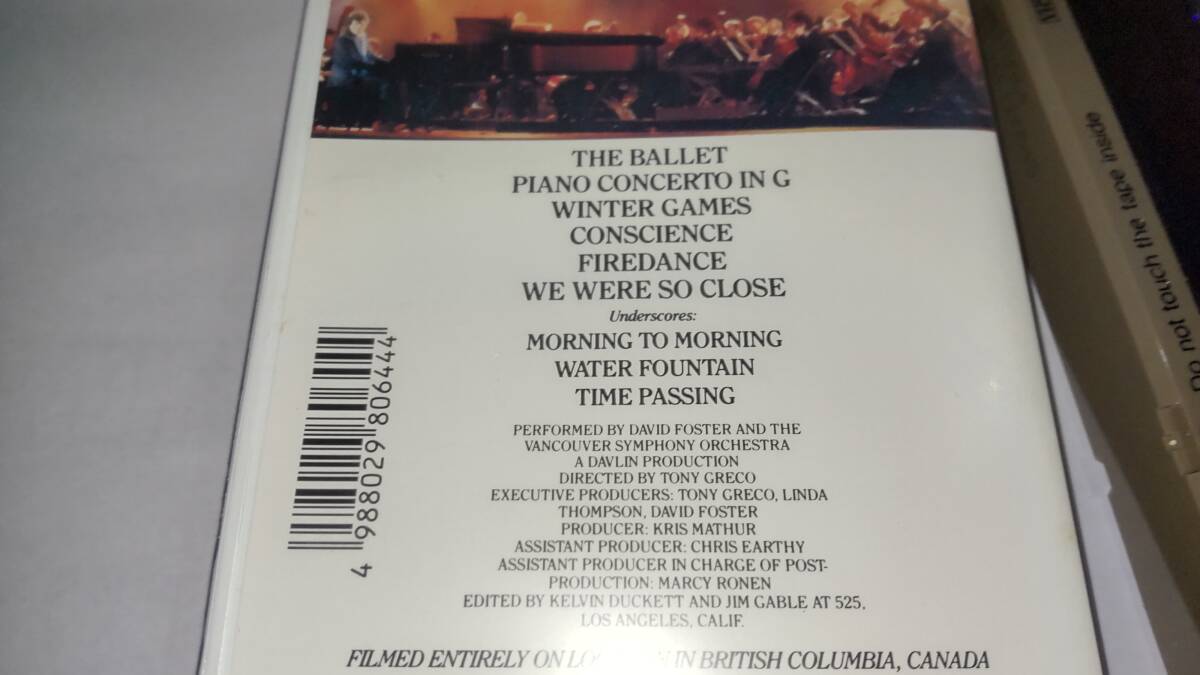 THE BALLET
PIANO CONCERTO IN G
WINTER GAMES
CONSCIENCE
FIREDANCE
WE WERE SO CLOSE
Underscores:
MORNING TO MORNING
WATER FOUNTAIN
TIME PASSING
PERFORMED BY DAVID FOSTER AND THE
VANCOUVER SYMPHONY ORCHESTRA
A DAVLIN PRODUCTION
DIRECTED BY TONY GRECO
EXECUTIVE PRODUCERS: TONY GRECO, LINDA
THOMPSON, DAVID FOSTER
PRODUCER: KRIS MATHUR
ASSISTANT PRODUCER: CHRIS EARTHY
ASSISTANT PRODUCER IN CHARGE OF POST-
PRODUCTION: MARCY RONEN
EDITED BY KELVIN DUCKETT AND JIM GABLE AT 525,
LOS ANGELES, CALIF.
FILMED ENTIRELY ON IN BRITISH COLUMBIA, CANADA
4 988029 806444
Do not touch the tape inside